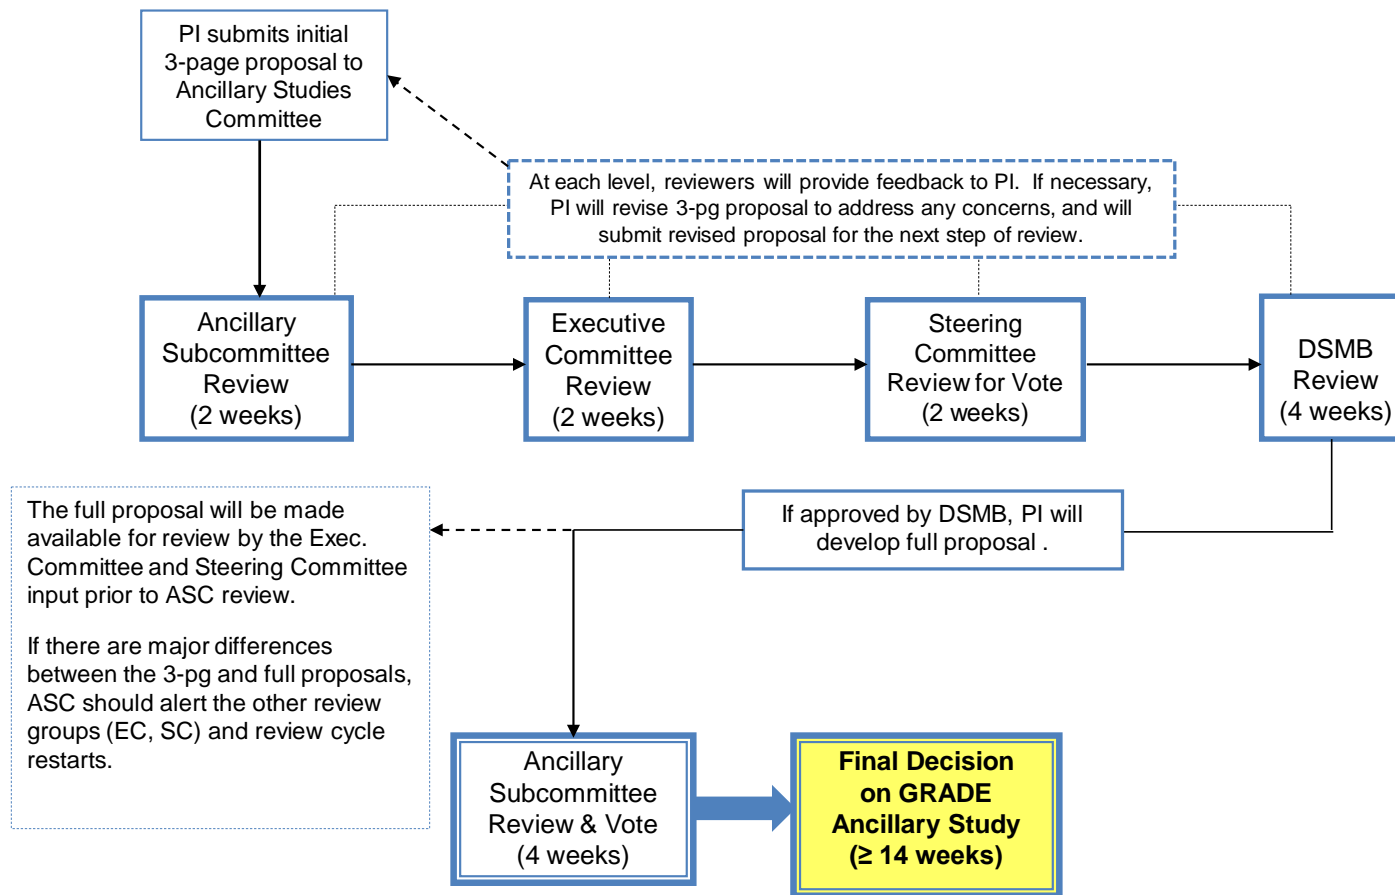 PI submits initial
3-page proposal to
Ancillary Studies
Committee
At each level, reviewers will provide feedback to PI.  If necessary,
PI will revise 3-pg proposal to address any concerns, and will
submit revised proposal for the next step of review.
Ancillary
Subcommittee
Review
(2 weeks)
Executive
Committee
Review
(2 weeks)
Steering
Committee
Review for Vote
(2 weeks)
DSMB
Review
(4 weeks)
The full proposal will be made
available for review by the Exec.
Committee and Steering Committee
input prior to ASC review.
If there are major differences
between the 3-pg and full proposals,
ASC should alert the other review
groups (EC, SC) and review cycle
restarts.
If approved by DSMB, PI will
develop full proposal .
Ancillary
Subcommittee
Review & Vote
(4 weeks)
Final Decision
on GRADE
Ancillary Study
(≥ 14 weeks)